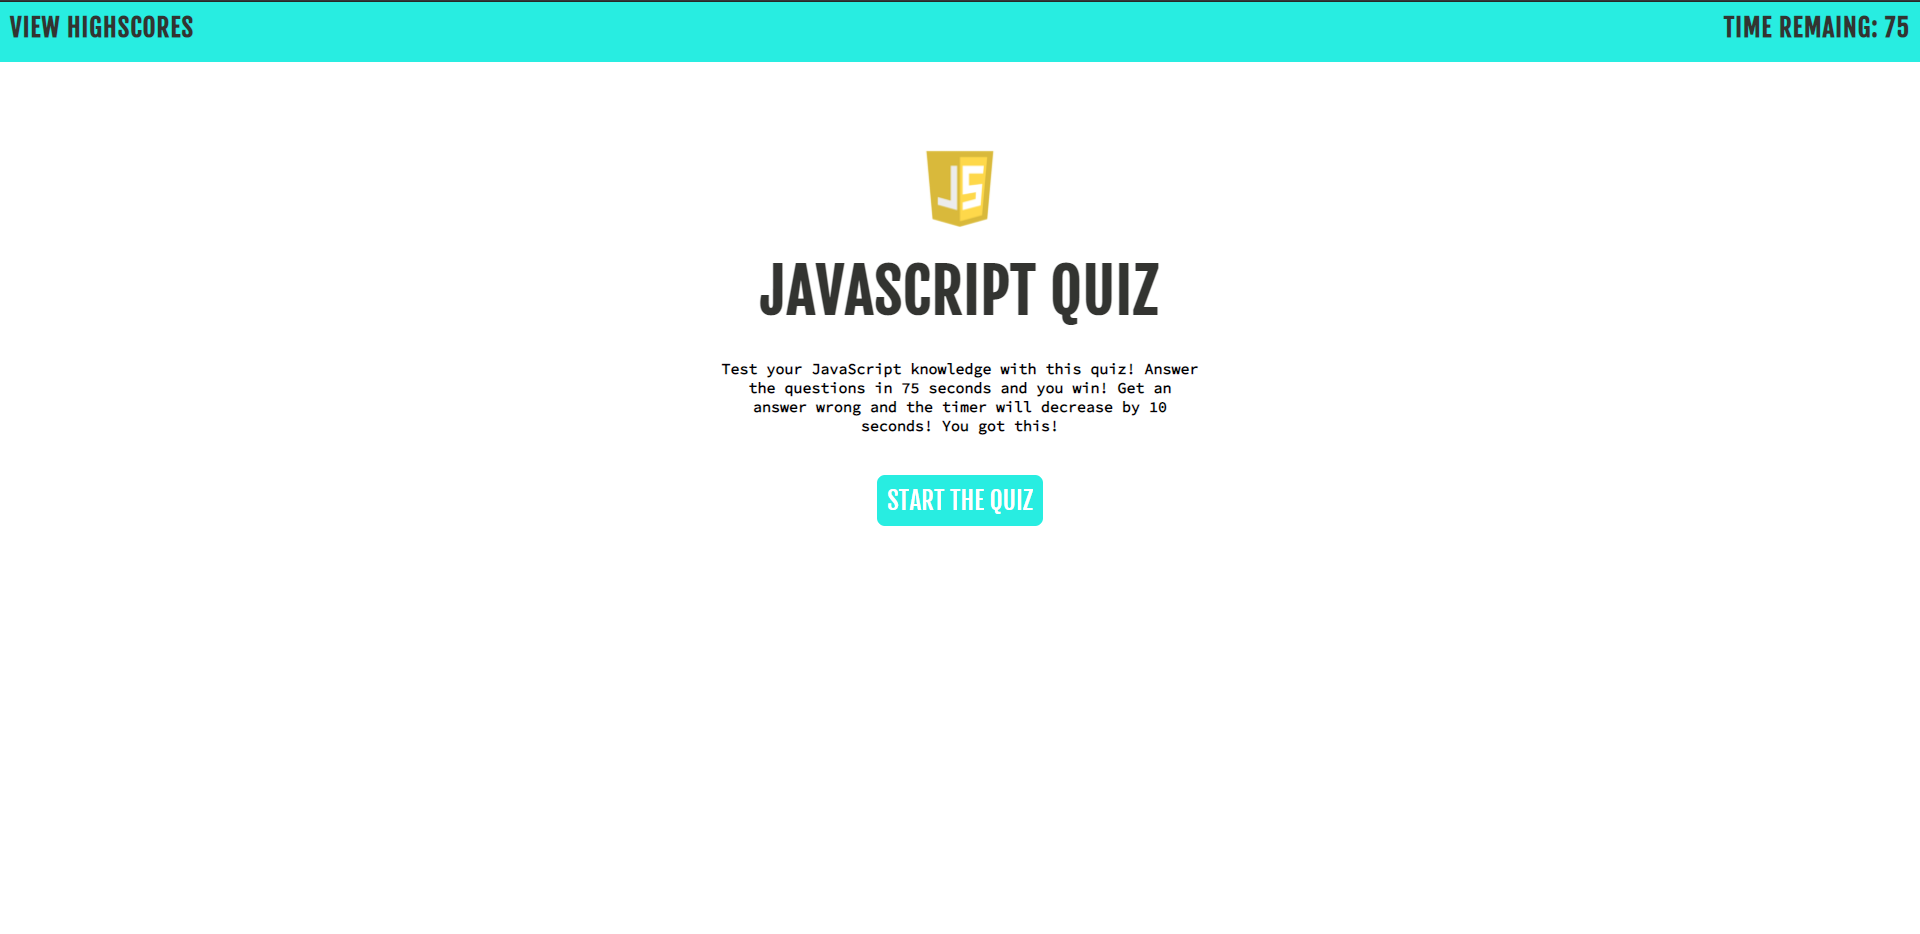 VIEW HIGHSCORES
TIME REMAING: 75
JS
JAVASCRIPT QUIZ
Test your JavaScript knowledge with this quiz! Answer
the questions in 75 seconds and you win! Get an
answer wrong and the timer will decrease by 10
seconds! You got this!
START THE QUIZ